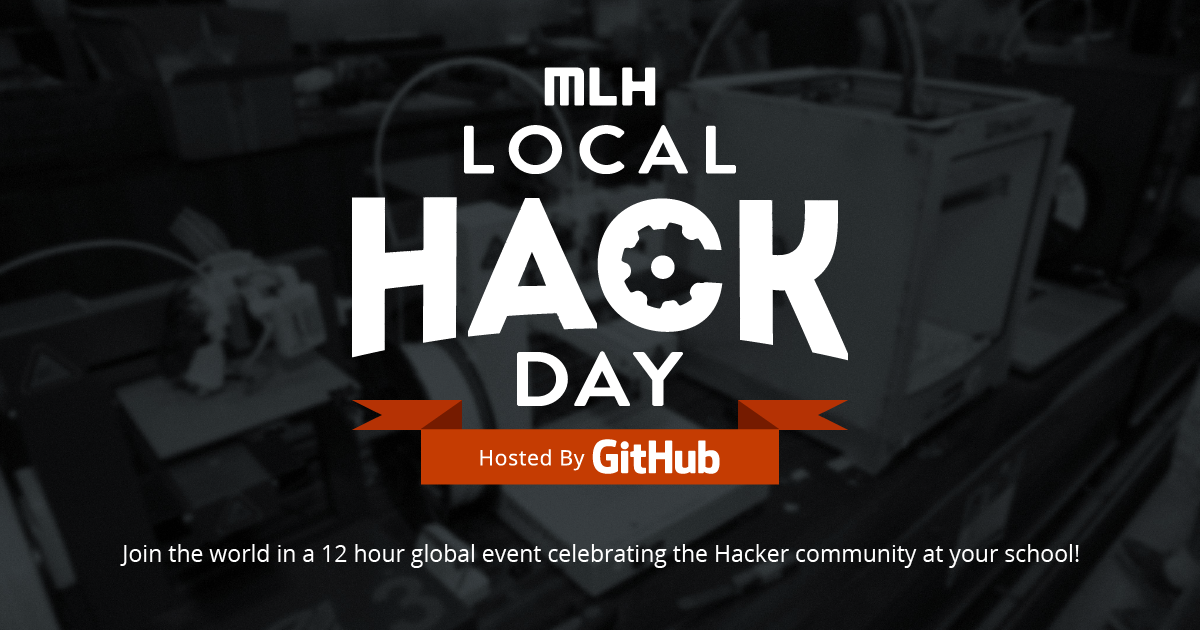 MLH
LOCAL
HACK
DAY
Hosted By GitHub
Join the world in a 12 hour global event celebrating the Hacker community at your school!